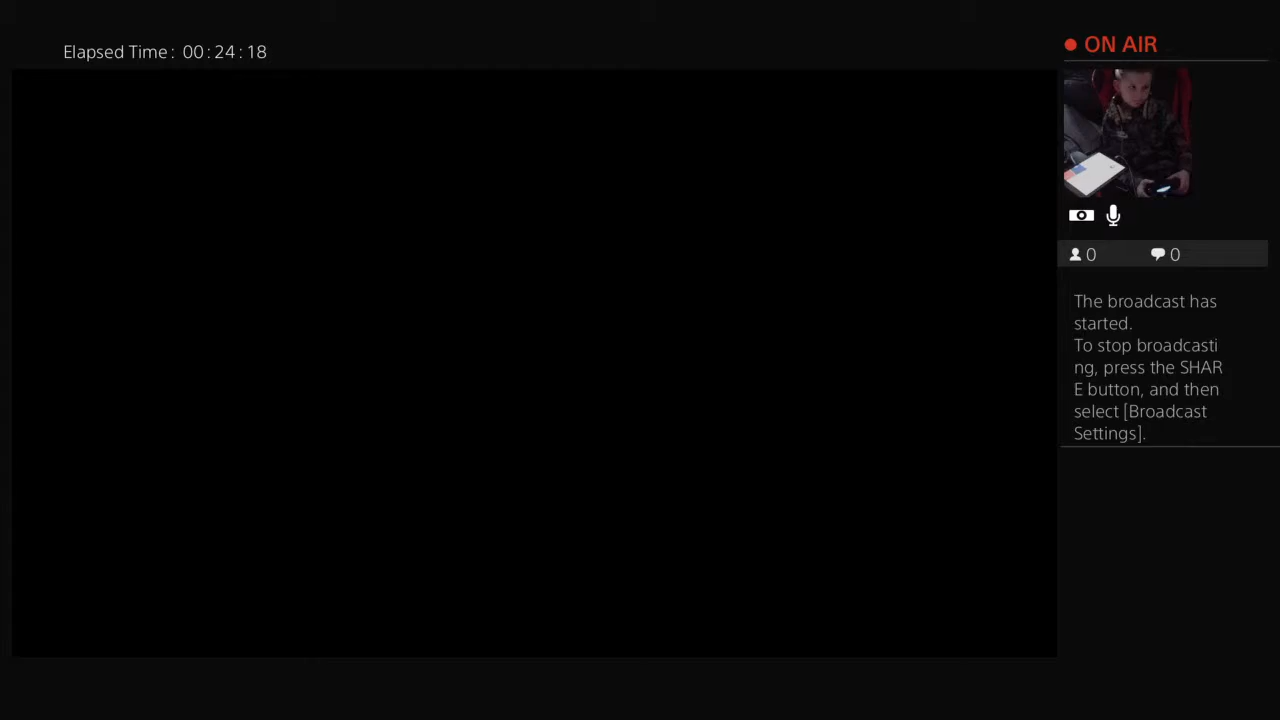 Elapsed Time: 00:24:18
ON AIR
0 0
The broadcast has
started.
To stop broadcasti
ng, press the SHAR
E button, and then
select [Broadcast
Settings].